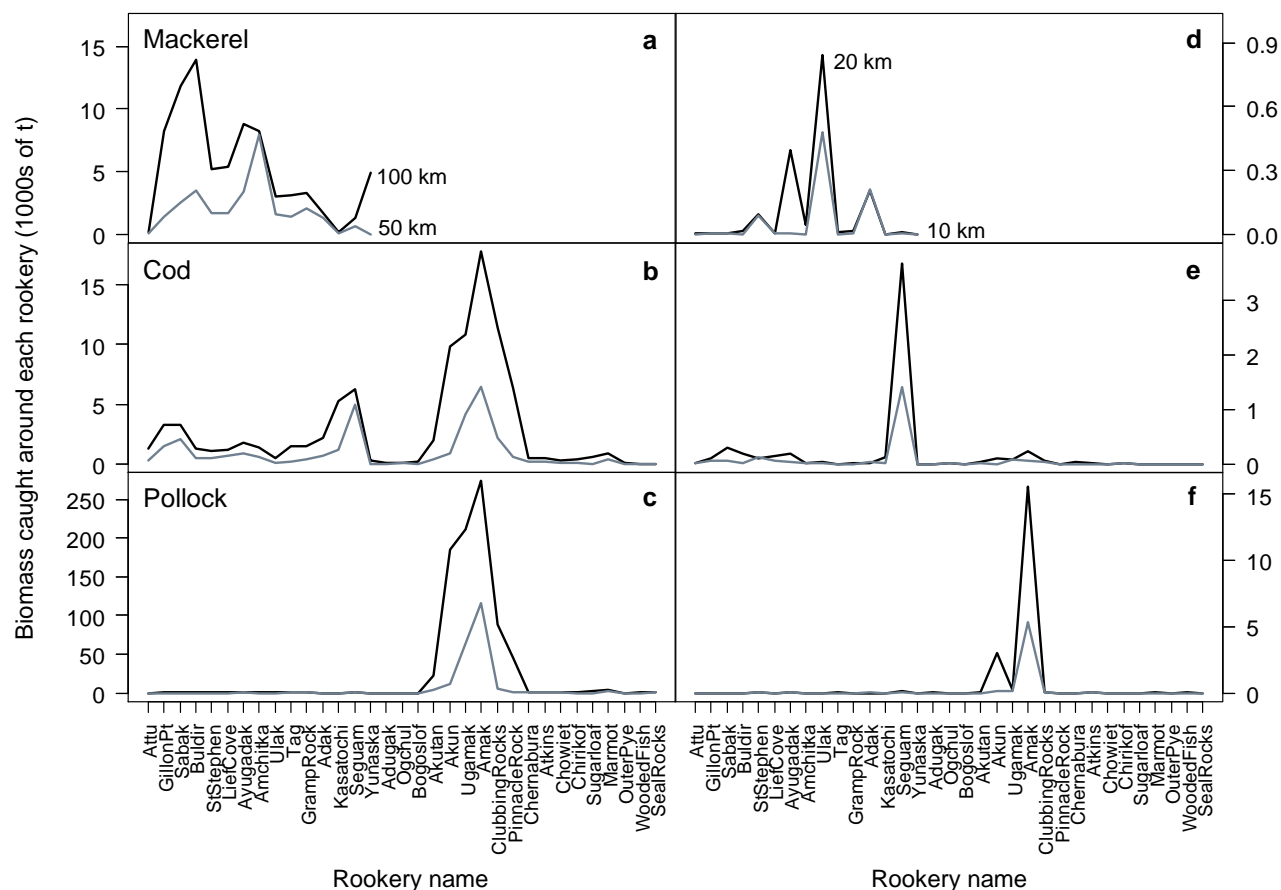 Biomass caught around each rookery (1000s of t)
Mackerel
a
15
10
5
0
100 km
50 km
d
20 km
10 km
0.9
0.6
0.3
0.0
Cod
b
15
10
5
0
e
3
2
1
0
Pollock
c
250
200
150
100
50
0
f
15
10
5
0
Attu
GillonPt
Sabak
Buldir
StStephen
LiefCove
Ayugadak
Amchitka
Ulak
Tag
GrampRock
Adak
Kasatochi
Seguam
Yunaska
Adugak
Ogchul
Bogoslof
Akutan
Akun
Ugamak
Amak
ClubbingRocks
PinnacleRock
Chernabura
Atkins
Chowiet
Chirikof
Sugarloaf
Marmot
OuterPye
WoodedFish
SealRocks
Rookery name
Attu
GillonPt
Sabak
Buldir
StStephen
LiefCove
Ayugadak
Amchitka
Ulak
Tag
GrampRock
Adak
Kasatochi
Seguam
Yunaska
Adugak
Ogchul
Bogoslof
Akutan
Akun
Ugamak
Amak
ClubbingRocks
PinnacleRock
Chernabura
Atkins
Chowiet
Chirikof
Sugarloaf
Marmot
OuterPye
WoodedFish
SealRocks
Rookery name